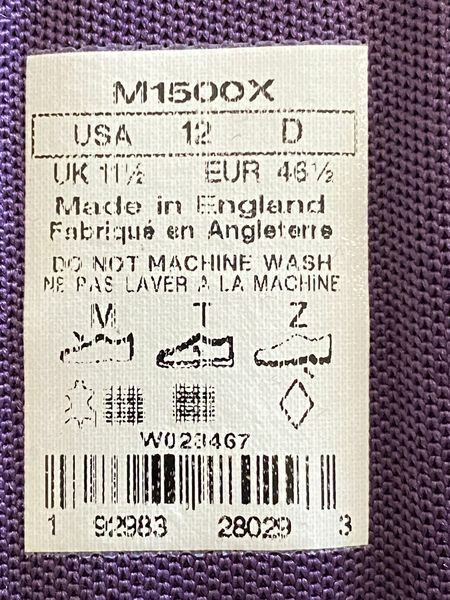 M1500X
USA 12 D
UK 11½ EUR 46½
Made in England
Fabriqué en Angleterre
DO NOT MACHINE WASH
NE PAS LAVER A LA MACHINE
M T Z
W023467
1 92983 28029 3